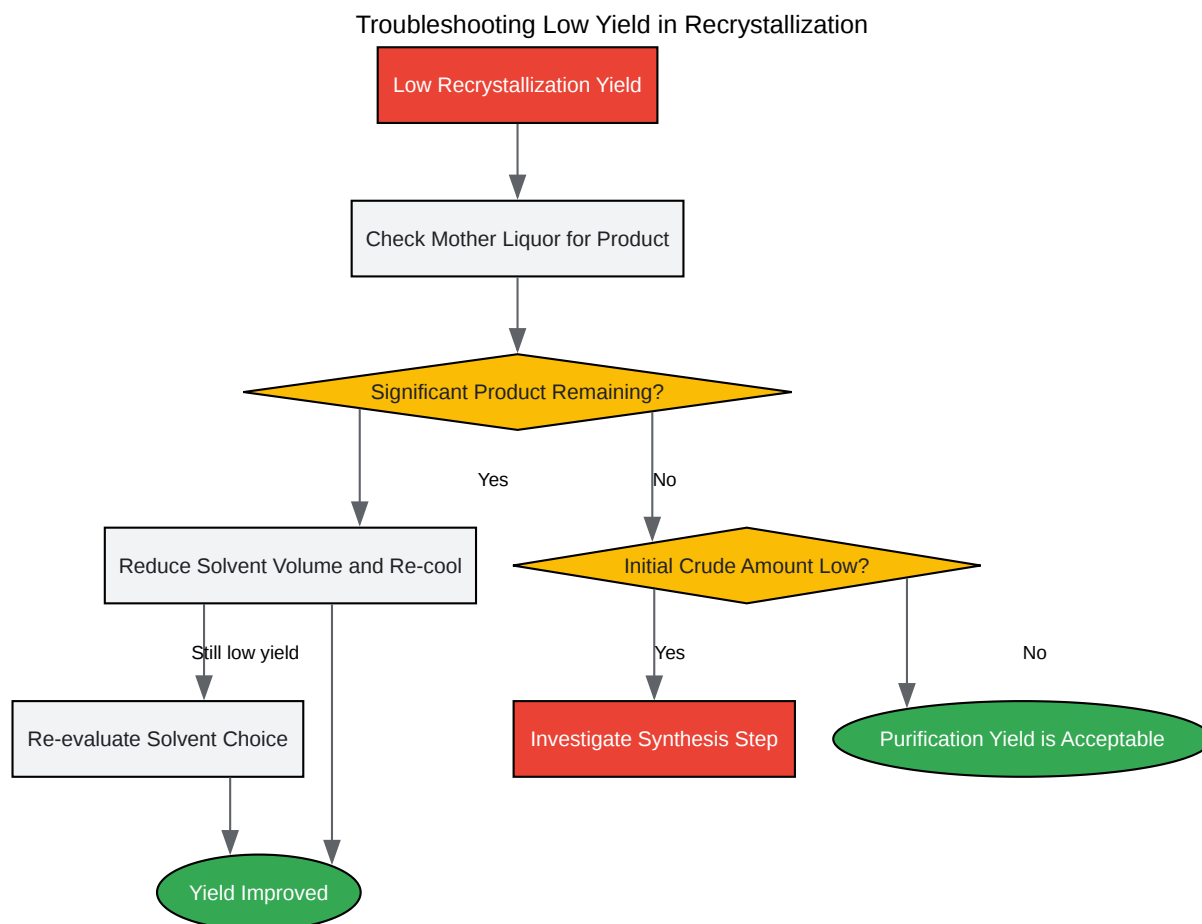 Troubleshooting Low Yield in Recrystallization
Low Recrystallization Yield
Check Mother Liquor for Product
Significant Product Remaining?
Yes
No
Reduce Solvent Volume and Re-cool
Initial Crude Amount Low?
Still low yield
Yes
No
Re-evaluate Solvent Choice
Investigate Synthesis Step
Purification Yield is Acceptable
Yield Improved